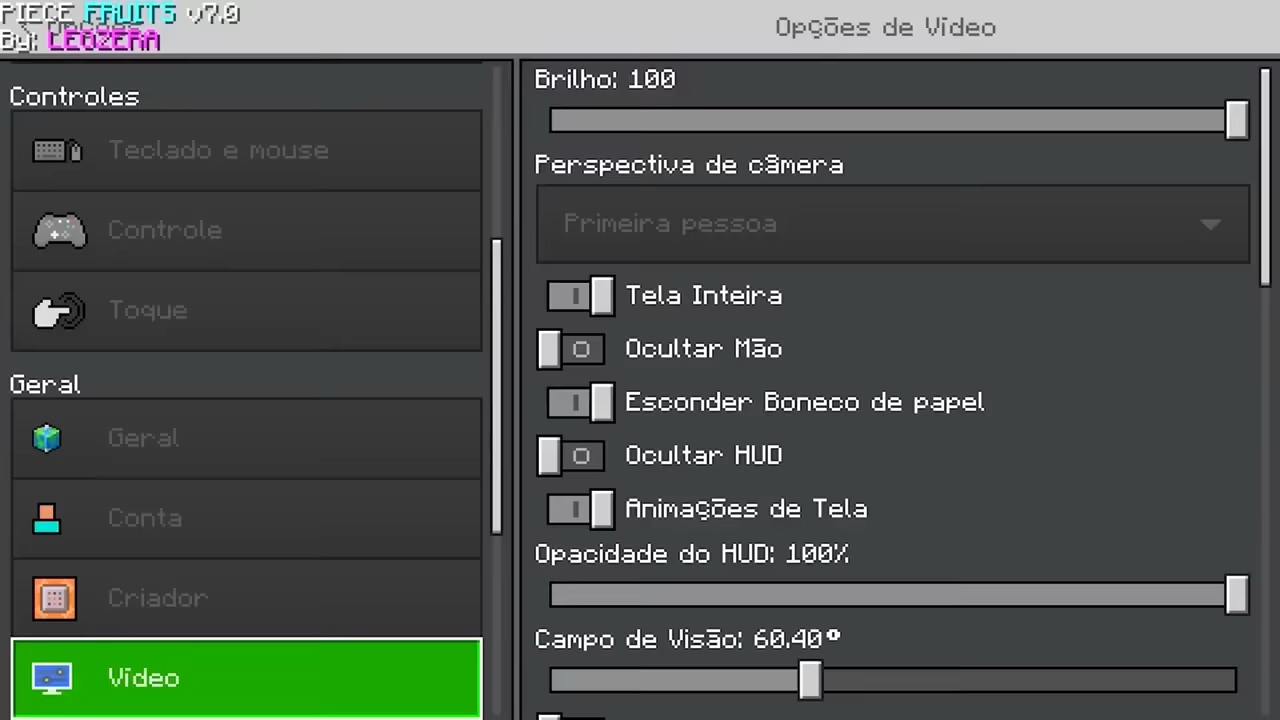 PIECE FRUITS v7.0
By: LEOZERA
Opções de Vídeo
Controles
Teclado e mouse
Controle
Toque
Geral
Geral
Conta
Criador
Vídeo
Brilho: 100
Perspectiva de câmera
Primeira pessoa
Tela Inteira
Ocultar Mão
Esconder Boneco de papel
Ocultar HUD
Animações de Tela
Opacidade do HUD: 100%
Campo de Visão: 60.40°